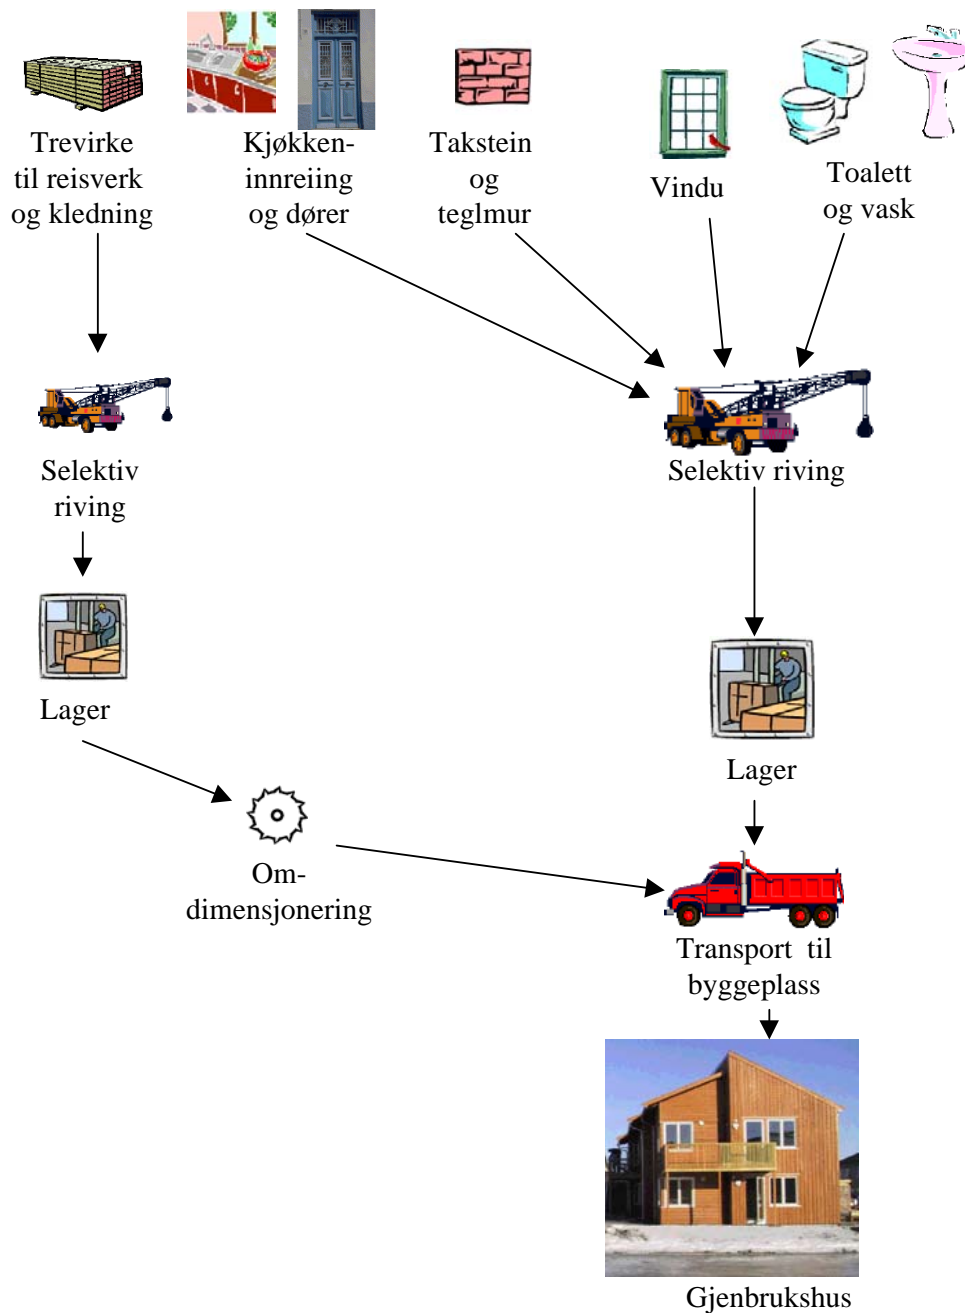 Trevirke
til reisverk
og kledning
Kjøkken-
innreiing
og dører
Takstein
og
teglmur
Vindu
Toalett
og vask
Selektiv
riving
Selektiv riving
Lager
Lager
Om-
dimensjonering
Transport til
byggeplass
Gjenbrukshus